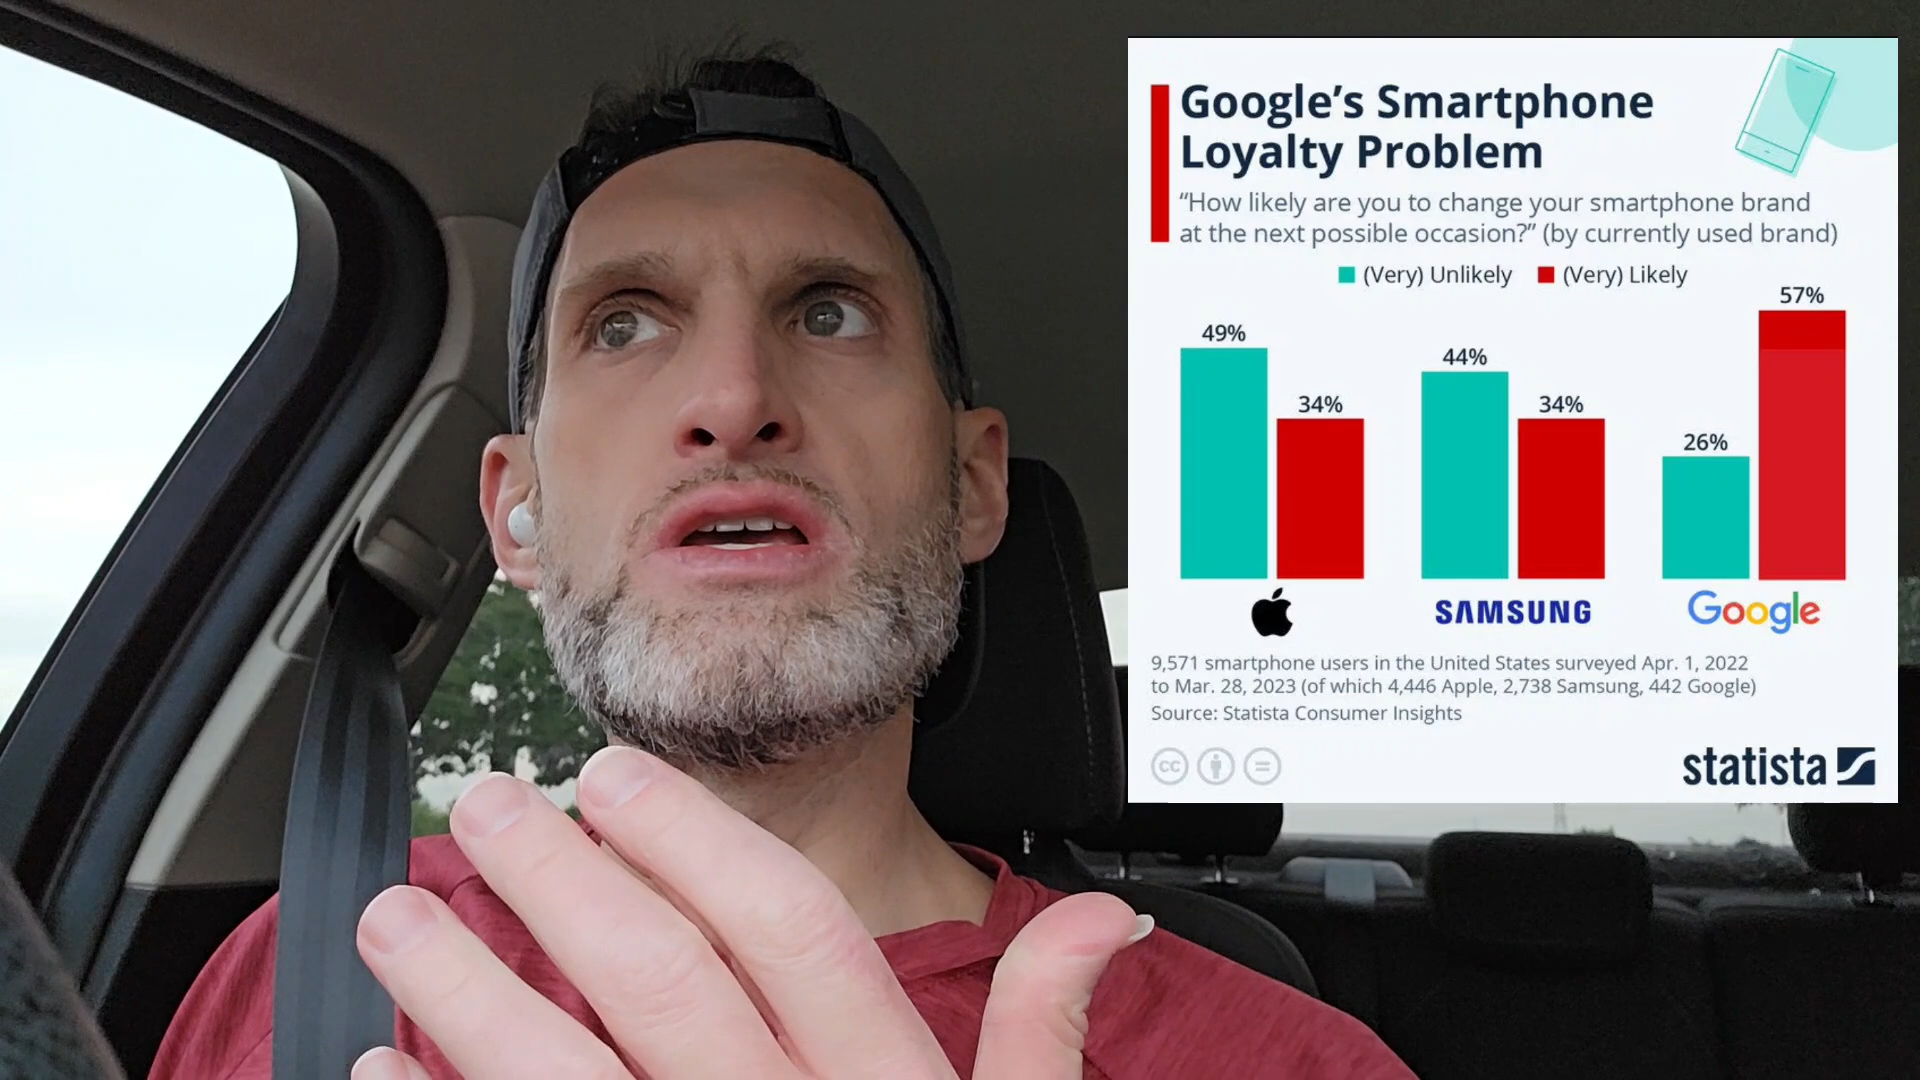 Google’s Smartphone
Loyalty Problem
“How likely are you to change your smartphone brand
at the next possible occasion?” (by currently used brand)
(Very) Unlikely (Very) Likely
49% 34% 44% 34% 26% 57%
SAMSUNG Google
9,571 smartphone users in the United States surveyed Apr. 1, 2022
to Mar. 28, 2023 (of which 4,446 Apple, 2,738 Samsung, 442 Google)
Source: Statista Consumer Insights
cc
statista